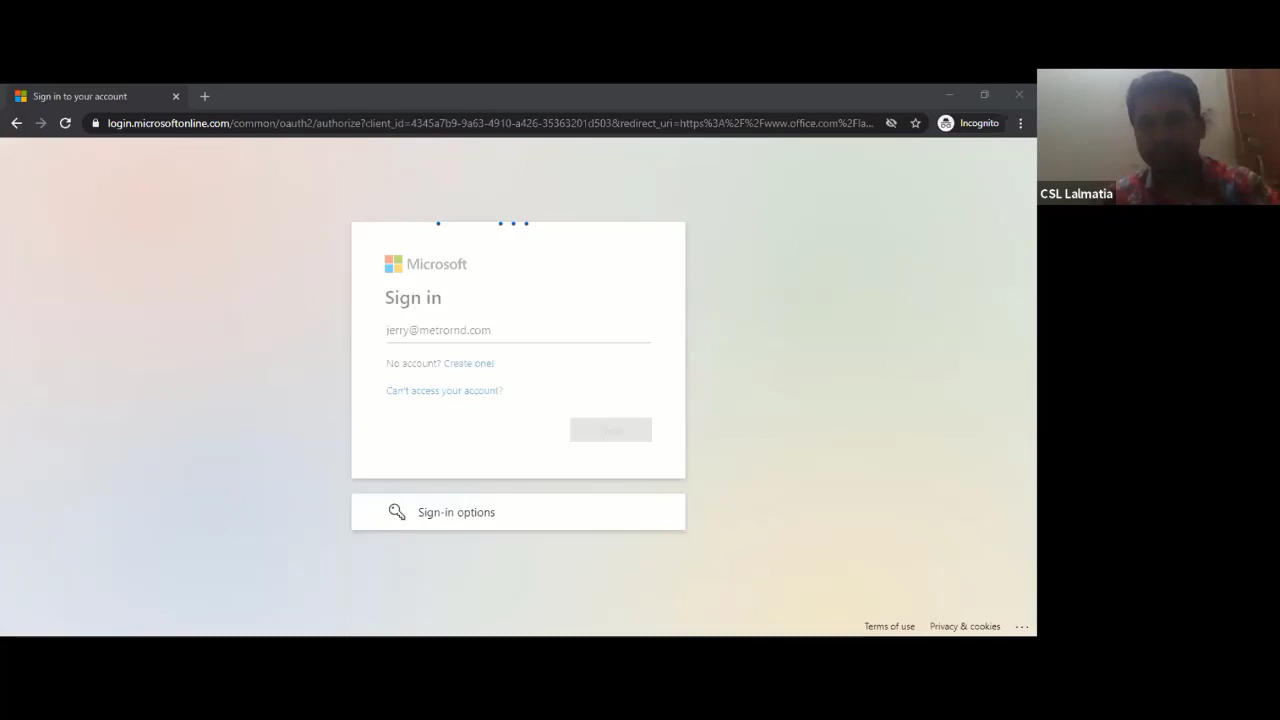 Sign in to your account
login.microsoftonline.com/common/oauth2/authorize?client_id=4345a7b9-9a63-4910-a426-35363201d503&redirect_uri=https%3A%2F%2Fwww.office.com%2Fla...
Incognito
CSL Lalmatia
Microsoft
Sign in
jerry@metrornd.com
No account? Create one!
Can't access your account?
Sign-in options
Terms of use Privacy & cookies ...